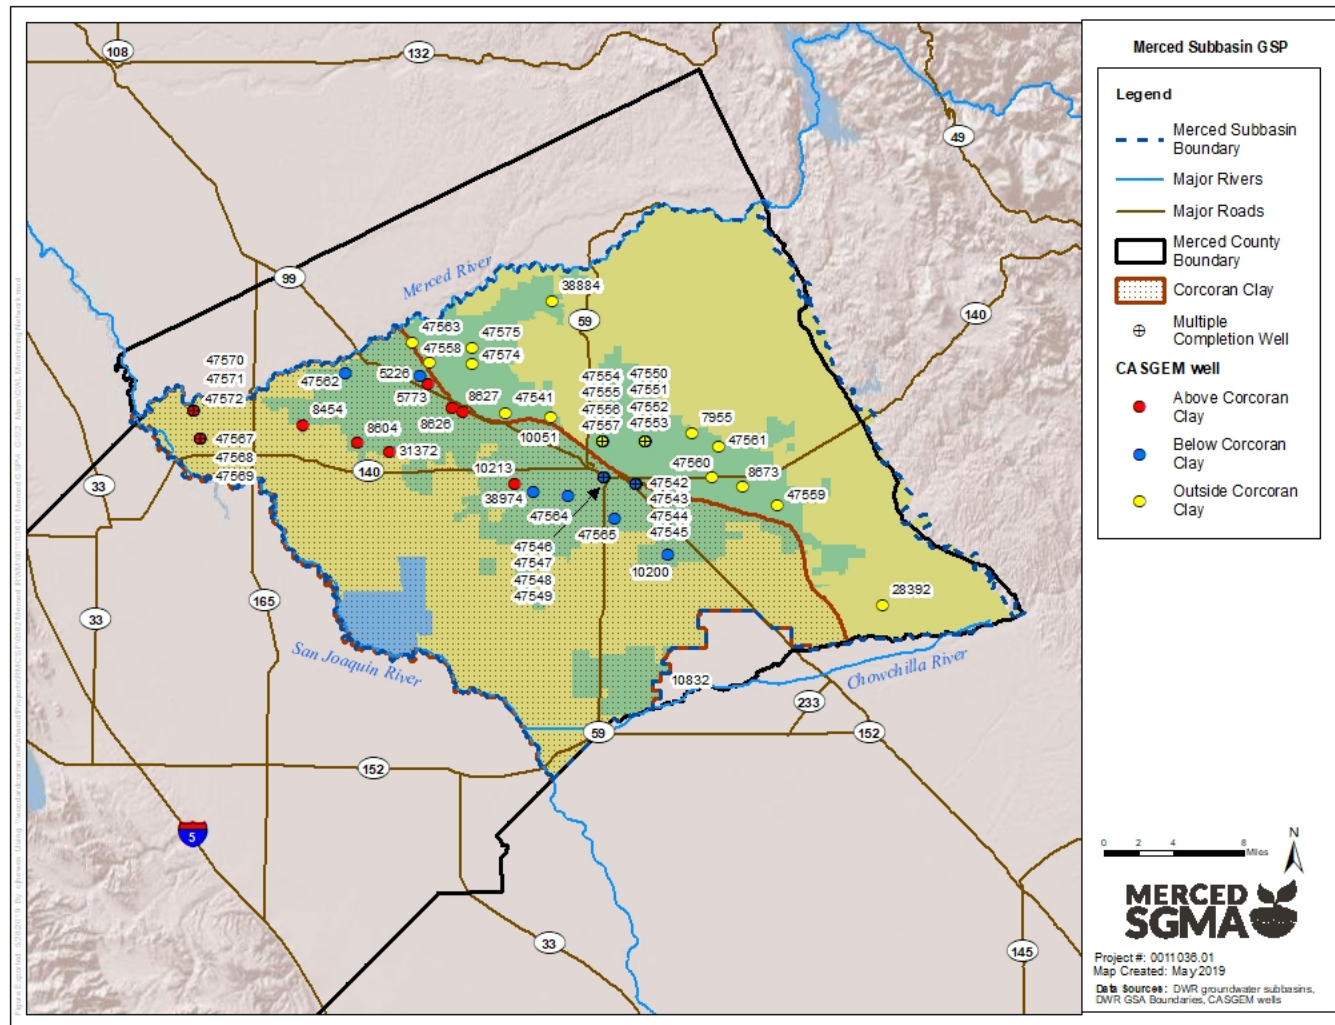 Merced Subbasin GSP
Legend
Merced Subbasin
Boundary
Major Rivers
Major Roads
Merced County
Boundary
Corcoran Clay
Multiple
Completion Well
CASGEM well
Above Corcoran
Clay
Below Corcoran
Clay
Outside Corcoran
Clay
108
132
49
99
Merced River
38884
59
140
47563
47575
47558
47574
47570
47571
47572
47562
5226
5773
8627
8626
47541
10051
47554
47555
47556
47557
47550
47551
47552
47553
7955
47561
8454
8604
31372
47567
47568
47569
140
10213
38974
47564
47560
8673
47559
47542
47543
47544
47545
47565
47546
47547
47548
47549
10200
33
33
165
28392
San Joaquin River
Chowchilla River
10832
233
59
152
152
5
33
145
0 2 4 8
Miles
N
MERCED
SGMA
Project #: 0011036.01
Map Created: May 2019
Data Sources: DWR groundwater subbasins,
DWR GSA Boundaries, CASGEM wells